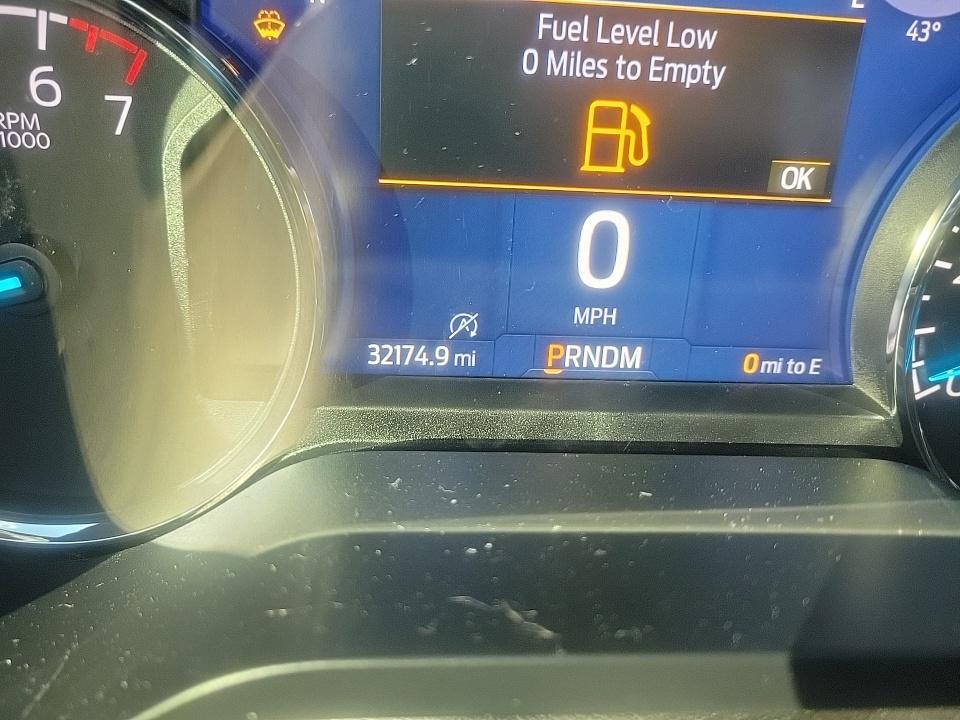 Fuel Level Low
0 Miles to Empty
OK
43°
6
7
RPM
1000
0
MPH
32174.9 mi
PRNDM
0 mi to E